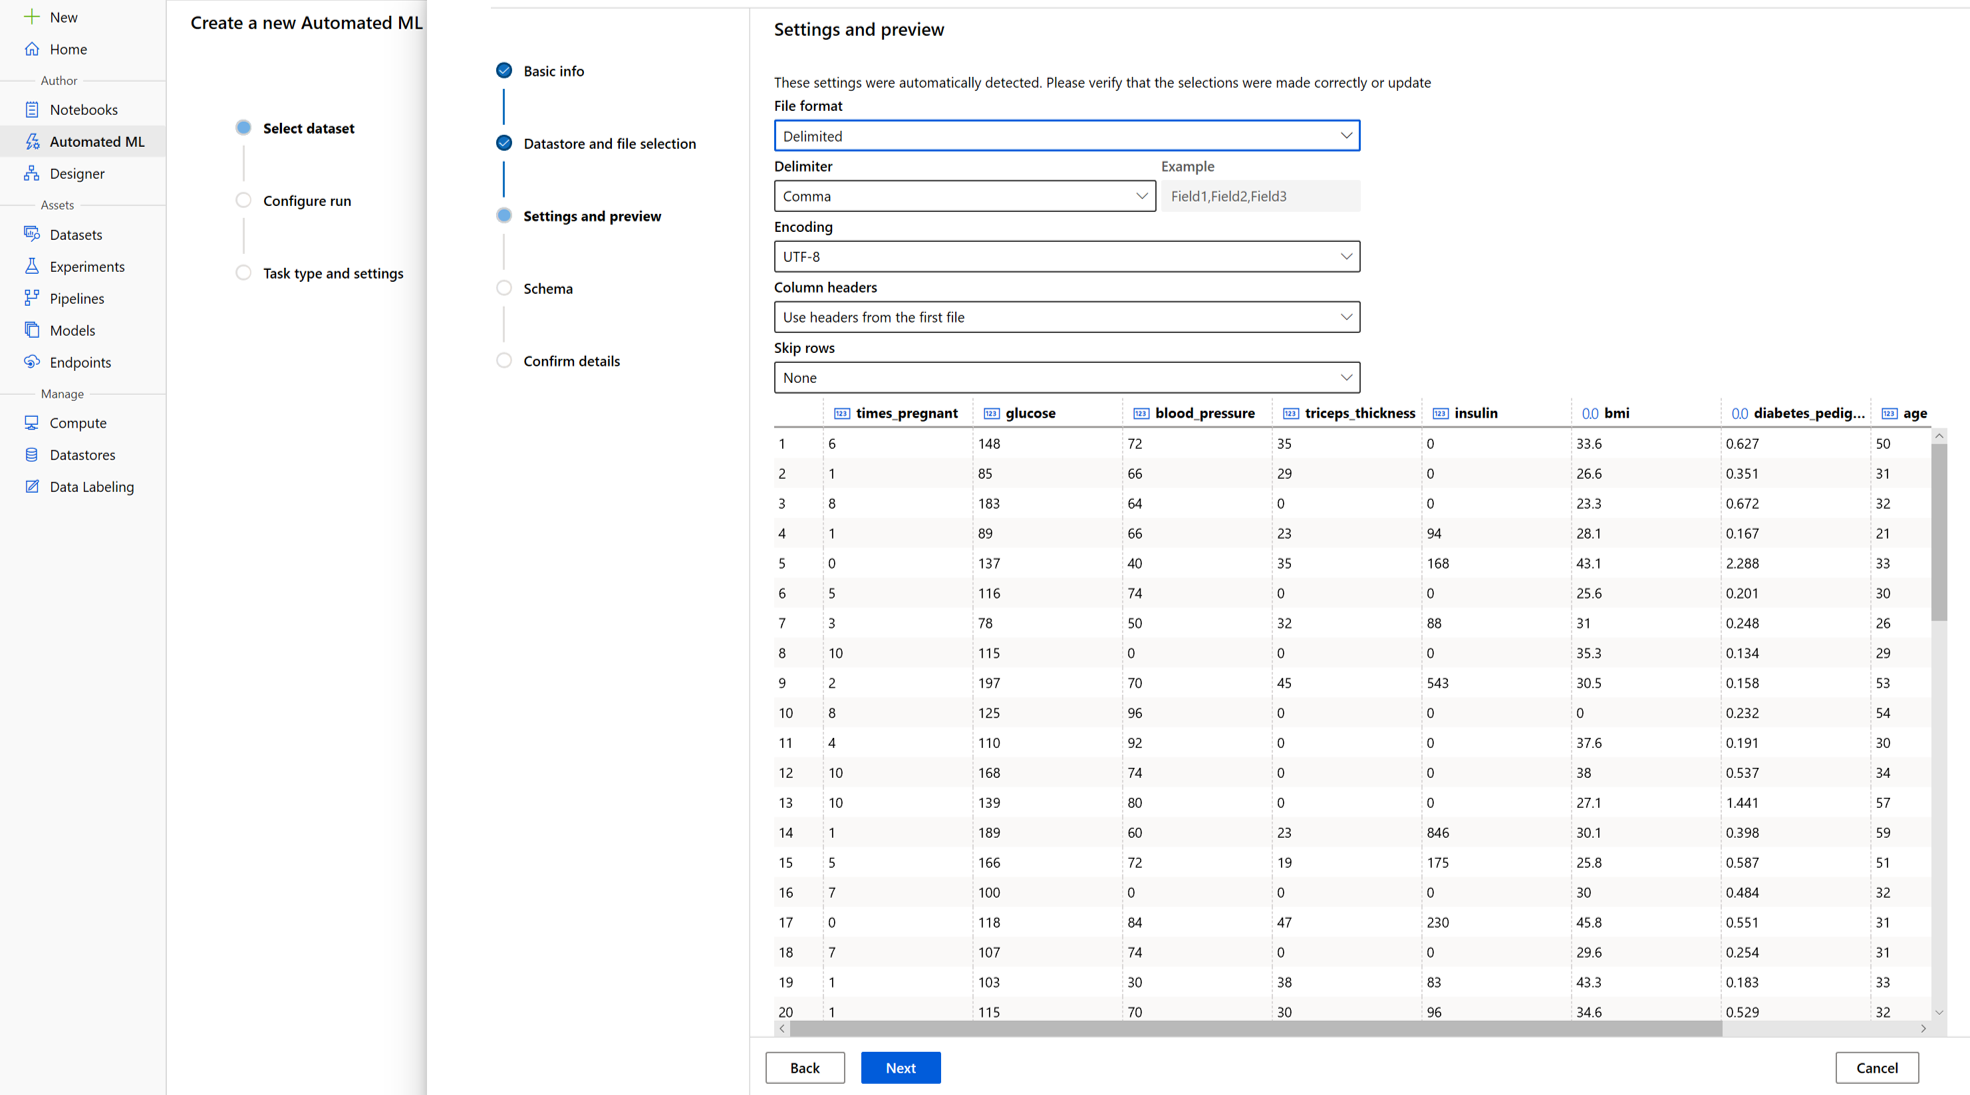 New
Home
Author
Notebooks
Automated ML
Designer
Assets
Datasets
Experiments
Pipelines
Models
Endpoints
Manage
Compute
Datastores
Data Labeling
Create a new Automated ML
Select dataset
Configure run
Task type and settings
Basic info
Datastore and file selection
Settings and preview
Schema
Confirm details
Settings and preview
These settings were automatically detected. Please verify that the selections were made correctly or update
File format
Delimited
Delimiter Example
Comma Field1,Field2,Field3
Encoding
UTF-8
Column headers
Use headers from the first file
Skip rows
None
123 times_pregnant 123 glucose 123 blood_pressure 123 triceps_thickness 123 insulin 0.0 bmi 0.0 diabetes_pedig... 123 age
1 6 148 72 35 0 33.6 0.627 50
2 1 85 66 29 0 26.6 0.351 31
3 8 183 64 0 0 23.3 0.672 32
4 1 89 66 23 94 28.1 0.167 21
5 0 137 40 35 168 43.1 2.288 33
6 5 116 74 0 0 25.6 0.201 30
7 3 78 50 32 88 31 0.248 26
8 10 115 0 0 0 35.3 0.134 29
9 2 197 70 45 543 30.5 0.158 53
10 8 125 96 0 0 0 0.232 54
11 4 110 92 0 0 37.6 0.191 30
12 10 168 74 0 0 38 0.537 34
13 10 139 80 0 0 27.1 1.441 57
14 1 189 60 23 846 30.1 0.398 59
15 5 166 72 19 175 25.8 0.587 51
16 7 100 0 0 0 30 0.484 32
17 0 118 84 47 230 45.8 0.551 31
18 7 107 74 0 0 29.6 0.254 31
19 1 103 30 38 83 43.3 0.183 33
20 1 115 70 30 96 34.6 0.529 32
Back Next Cancel